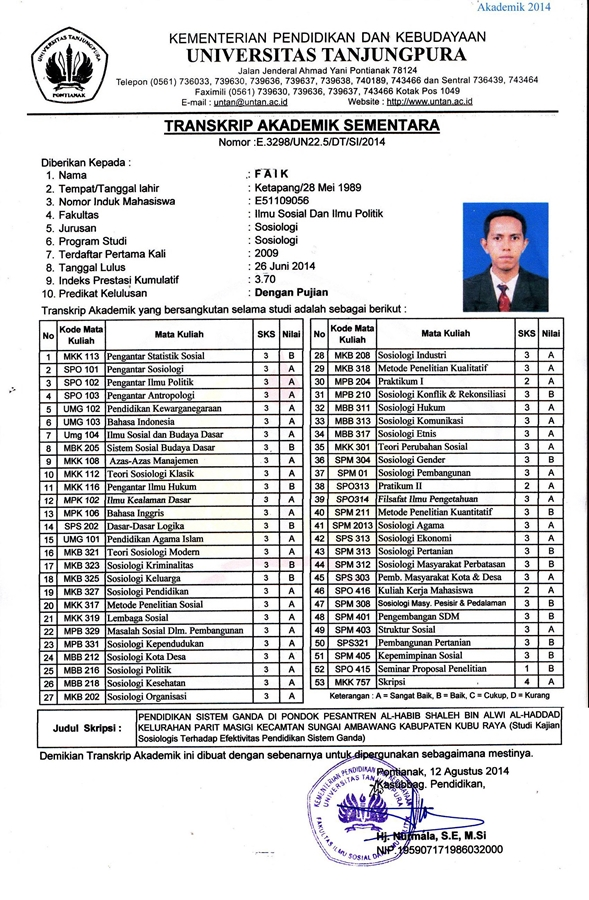 Akademik 2014
UNIVERSITAS TANJUNGPURA
PONTIANAK
KEMENTERIAN PENDIDIKAN DAN KEBUDAYAAN
UNIVERSITAS TANJUNGPURA
Jalan Jenderal Ahmad Yani Pontianak 78124
Telepon (0561) 736033, 739630, 739636, 739637, 739638, 740189, 743466 dan Sentral 736439, 743464
Faximili (0561) 739630, 739636, 739637, 743466 Kotak Pos 1049
E-mail : untan@untan.ac.id Website : http://www.untan.ac.id
TRANSKRIP AKADEMIK SEMENTARA
Nomor :E.3298/UN22.5/DT/SI/2014
Diberikan Kepada :
1. Nama : F A I K
2. Tempat/Tanggal lahir : Ketapang/28 Mei 1989
3. Nomor Induk Mahasiswa : E51109056
4. Fakultas : Ilmu Sosial Dan Ilmu Politik
5. Jurusan : Sosiologi
6. Program Studi : Sosiologi
7. Terdaftar Pertama Kali : 2009
8. Tanggal Lulus : 26 Juni 2014
9. Indeks Prestasi Kumulatif : 3.70
10. Predikat Kelulusan : Dengan Pujian
Transkrip Akademik yang bersangkutan selama studi adalah sebagai berikut :
No Kode Mata Kuliah Mata Kuliah SKS Nilai
1 MKK 113 Pengantar Statistik Sosial 3 B
2 SPO 101 Pengantar Sosiologi 3 A
3 SPO 102 Pengantar Ilmu Politik 3 A
4 SPO 103 Pengantar Antropologi 3 A
5 UMG 102 Pendidikan Kewarganegaraan 3 A
6 UMG 103 Bahasa Indonesia 3 A
7 Umg 104 Ilmu Sosial dan Budaya Dasar 3 A
8 MBK 205 Sistem Sosial Budaya Dasar 3 B
9 MKK 108 Azas-Azas Manajemen 3 A
10 MKK 112 Teori Sosiologi Klasik 3 A
11 MKK 116 Pengantar Ilmu Hukum 3 B
12 MPK 102 Ilmu Kealaman Dasar 3 A
13 MPK 106 Bahasa Inggris 3 A
14 SPS 202 Dasar-Dasar Logika 3 B
15 UMG 101 Pendidikan Agama Islam 3 A
16 MKB 321 Teori Sosiologi Modern 3 A
17 MKB 323 Sosiologi Kriminalitas 3 B
18 MKB 325 Sosiologi Keluarga 3 B
19 MKB 327 Sosiologi Pendidikan 3 A
20 MKK 317 Metode Penelitian Sosial 3 A
21 MKK 319 Lembaga Sosial 3 A
22 MPB 329 Masalah Sosial Dlm. Pembangunan 3 A
23 MPB 331 Sosiologi Kependudukan 3 A
24 MBB 212 Sosiologi Kota Desa 3 A
25 MBB 216 Sosiologi Politik 3 A
26 MBB 218 Sosiologi Kesehatan 3 A
27 MKB 202 Sosiologi Organisasi 3 A
No Kode Mata Kuliah Mata Kuliah SKS Nilai
28 MKB 208 Sosiologi Industri 3 A
29 MKB 318 Metode Penelitian Kualitatif 3 A
30 MPB 204 Praktikum I 2 A
31 MPB 210 Sosiologi Konflik & Rekonsiliasi 3 B
32 MBB 311 Sosiologi Hukum 3 A
33 MBB 313 Sosiologi Komunikasi 3 A
34 MBB 317 Sosiologi Etnis 3 A
35 MKK 301 Teori Perubahan Sosial 3 A
36 SPM 304 Sosiologi Gender 3 B
37 SPM 01 Sosiologi Pembangunan 3 A
38 SPO313 Pratikum II 2 A
39 SPO314 Filsafat Ilmu Pengetahuan 3 A
40 SPM 211 Metode Penelitian Kuantitatif 3 B
41 SPM 2013 Sosiologi Agama 3 A
42 SPS 313 Sosiologi Ekonomi 3 A
43 SPM 313 Sosiologi Pertanian 3 B
44 SPM 312 Sosiologi Masyarakat Perbatasan 3 B
45 SPS 303 Pemb. Masyarakat Kota & Desa 3 A
46 SPO 416 Kuliah Kerja Mahasiswa 2 A
47 SPM 308 Sosiologi Masy. Pesisir & Pedalaman 3 B
48 SPM 401 Pengembangan SDM 3 B
49 SPM 403 Struktur Sosial 3 A
50 SPS321 Pembangunan Pertanian 3 B
51 SPM 405 Kepemimpinan Sosial 3 B
52 SPO 415 Seminar Proposal Penelitian 1 B
53 MKK 757 Skripsi 4 A
Keterangan : A = Sangat Baik, B = Baik, C = Cukup, D = Kurang
Judul Skripsi :
PENDIDIKAN SISTEM GANDA DI PONDOK PESANTREN AL-HABIB SHALEH BIN ALWI AL-HADDAD
KELURAHAN PARIT MASIGI KECAMTAN SUNGAI AMBAWANG KABUPATEN KUBU RAYA (Studi Kajian
Sosiologis Terhadap Efektivitas Pendidikan Sistem Ganda)
Demikian Transkrip Akademik ini dibuat dengan sebenarnya untuk dipergunakan sebagaimana mestinya.
Pontianak, 12 Agustus 2014
Kasubbag. Pendidikan,
KEMENTERIAN PENDIDIKAN DAN KEBUDAYAAN
UNIVERSITAS TANJUNGPURA
FAKULTAS ILMU SOSIAL DAN ILMU POLITIK
Hj. Nurmala, S.E, M.Si
NIP. 195907171986032000